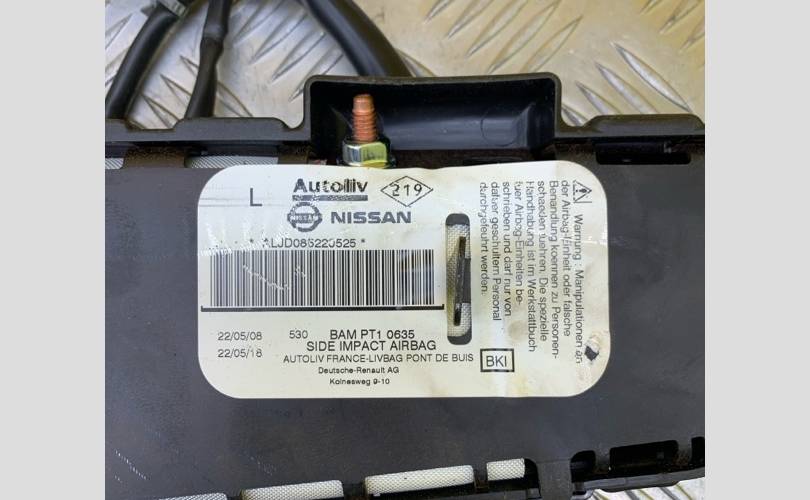 L
Autoliv
219
NISSAN
NISSAN
* ALJD086220525 *
22/05/08
530
BAM PT1 0635
SIDE IMPACT AIRBAG
22/05/18
AUTOLIV FRANCE-LIVBAG PONT DE BUIS
Deutsche-Renault AG
Kolnesweg 9-10
BKI
Warnung : Manipulationen an
der Airbag-Einheit oder falsche
Benandlung koennen zu Personen-
schaeden fuehren. Die spezielle
Handhabung ist im Werkstattbuch
fuer Airbag-Einheiten be-
schrieben und darf nur von
dafuer geschultem Personal
durchgefuehrt werden.